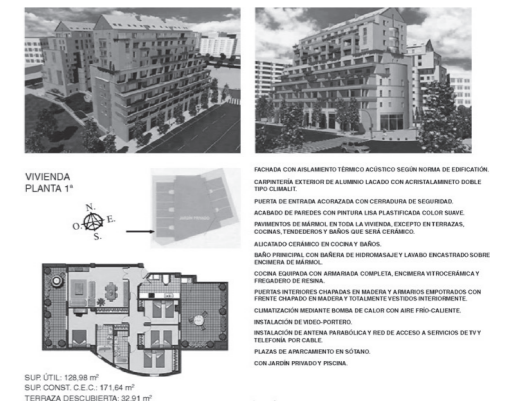 VIVIENDA
PLANTA 1ª
N.
O.
E.
S.
FACHADA CON AISLAMIENTO TÉRMICO ACÚSTICO SEGÚN NORMA DE EDIFICATIÓN.
CARPINTERÍA EXTERIOR DE ALUMINIO LACADO CON ACRISTALAMINETO DOBLE
TIPO CLIMALIT.
PUERTA DE ENTRADA ACORAZADA CON CERRADURA DE SEGURIDAD.
ACABADO DE PAREDES CON PINTURA LISA PLASTIFICADA COLOR SUAVE.
PAVIMENTOS DE MÁRMOL EN TODA LA VIVIENDA, EXCEPTO EN TERRAZAS,
COCINAS, TENDEDEROS Y BAÑOS QUE SERÁ CERÁMICO.
ALICATADO CERÁMICO EN COCINA Y BAÑOS.
BAÑO PRINICIPAL CON BAÑERA DE HIDROMASAJE Y LAVABO ENCASTRADO SOBRE
ENCIMERA DE MÁRMOL.
COCINA EQUIPADA CON ARMARIADA COMPLETA, ENCIMERA VITROCERÁMICA Y
FREGADERO DE RESINA.
PUERTAS INTERIORES CHAPADAS EN MADERA Y ARMARIOS EMPOTRADOS CON
FRENTE CHAPADO EN MADERA Y TOTALMENTE VESTIDOS INTERIORMENTE.
CLIMATIZACIÓN MEDIANTE BOMBA DE CALOR CON AIRE FRÍO-CALIENTE.
INSTALACIÓN DE VIDEO-PORTERO.
INSTALACIÓN DE ANTENA PARABÓLICA Y RED DE ACCESO A SERVICIOS DE TV Y
TELEFONÍA POR CABLE.
PLAZAS DE APARCAMIENTO EN SÓTANO.
CON JARDÍN PRIVADO Y PISCINA.
SUP. ÚTIL: 128,98 m²
SUP. CONST. C.E.C.: 171,64 m²
TERRAZA DESCUBIERTA: 32,91 m²